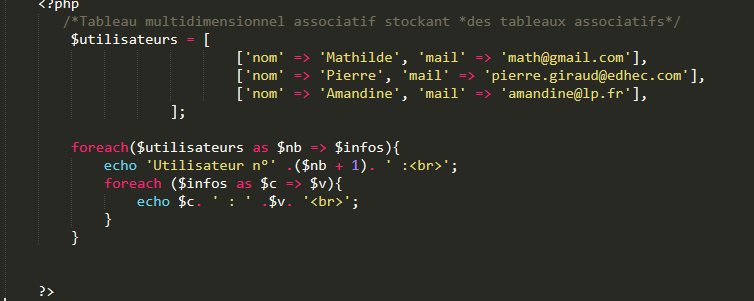 <?php
/*Tableau multidimensionnel associatif stockant *des tableaux associatifs*/
$utilisateurs = [
['nom' => 'Mathilde', 'mail' => 'math@gmail.com'],
['nom' => 'Pierre', 'mail' => 'pierre.giraud@edhec.com'],
['nom' => 'Amandine', 'mail' => 'amandine@lp.fr'],
];
foreach($utilisateurs as $nb => $infos){
echo 'Utilisateur n°' .($nb + 1). ' :<br>';
foreach ($infos as $c => $v){
echo $c. ' : ' .$v. '<br>';
}
}
?>